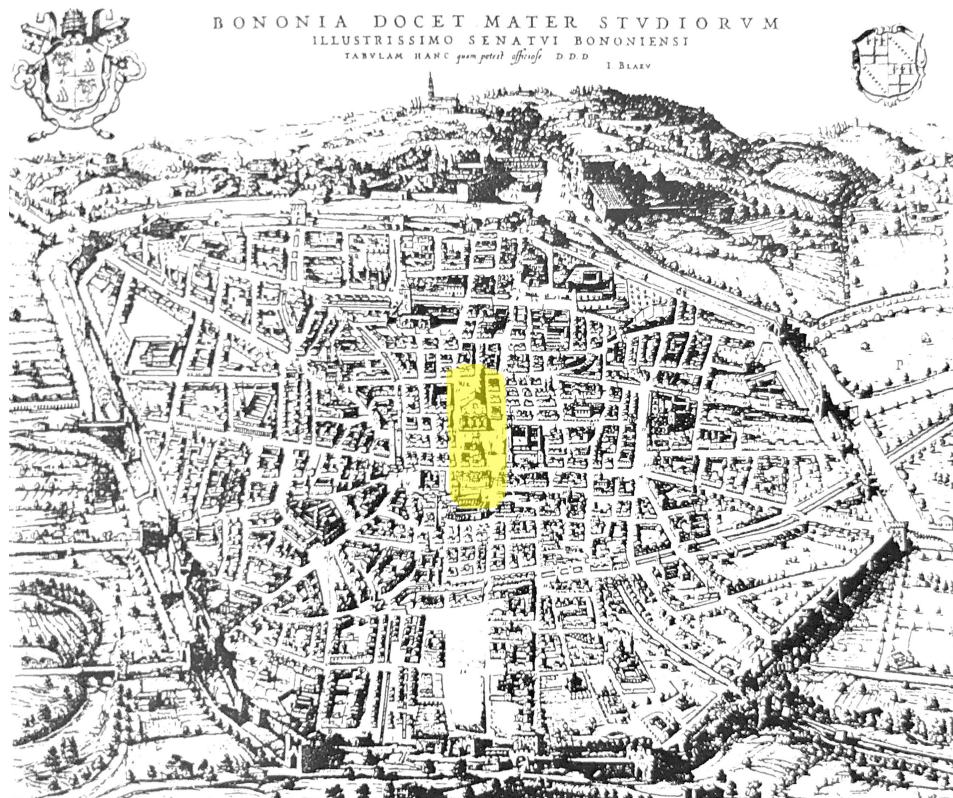 BONONIA DOCET MATER STVDIORVM
ILLUSTRISSIMO SENATVI BONONIENSI
TABVLAM HANC quam potest officiose D D D
I BLAEV
M
P